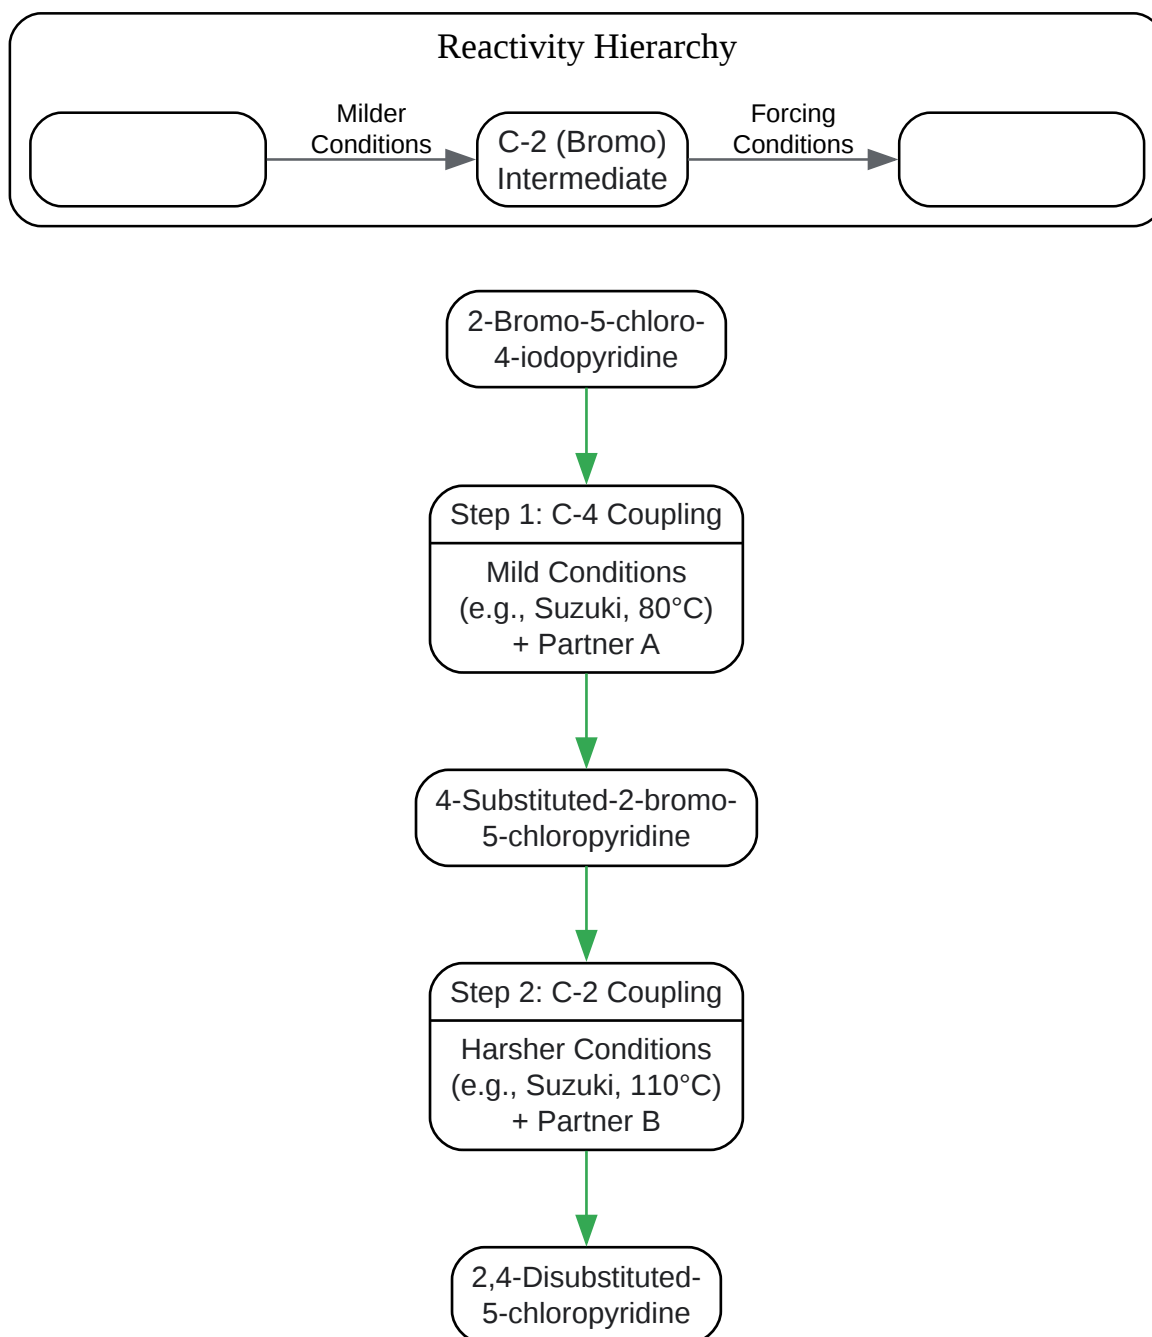 Reactivity Hierarchy
Milder
Conditions
C-2 (Bromo)
Intermediate
Forcing
Conditions
2-Bromo-5-chloro-
4-iodopyridine
Step 1: C-4 Coupling
Mild Conditions
(e.g., Suzuki, 80°C)
+ Partner A
4-Substituted-2-bromo-
5-chloropyridine
Step 2: C-2 Coupling
Harsher Conditions
(e.g., Suzuki, 110°C)
+ Partner B
2,4-Disubstituted-
5-chloropyridine